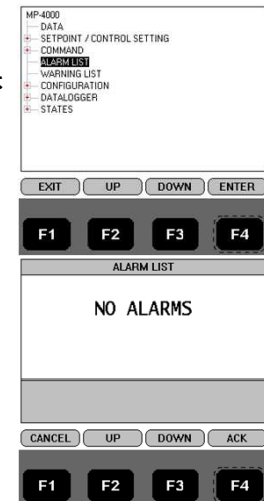 MP-4000
DATA
SETPOINT / CONTROL SETTING
COMMAND
ALARM LIST
WARNING LIST
CONFIGURATION
DATALOGGER
STATES
EXIT UP DOWN ENTER
F1 F2 F3 F4
ALARM LIST
NO ALARMS
CANCEL UP DOWN ACK
F1 F2 F3 F4